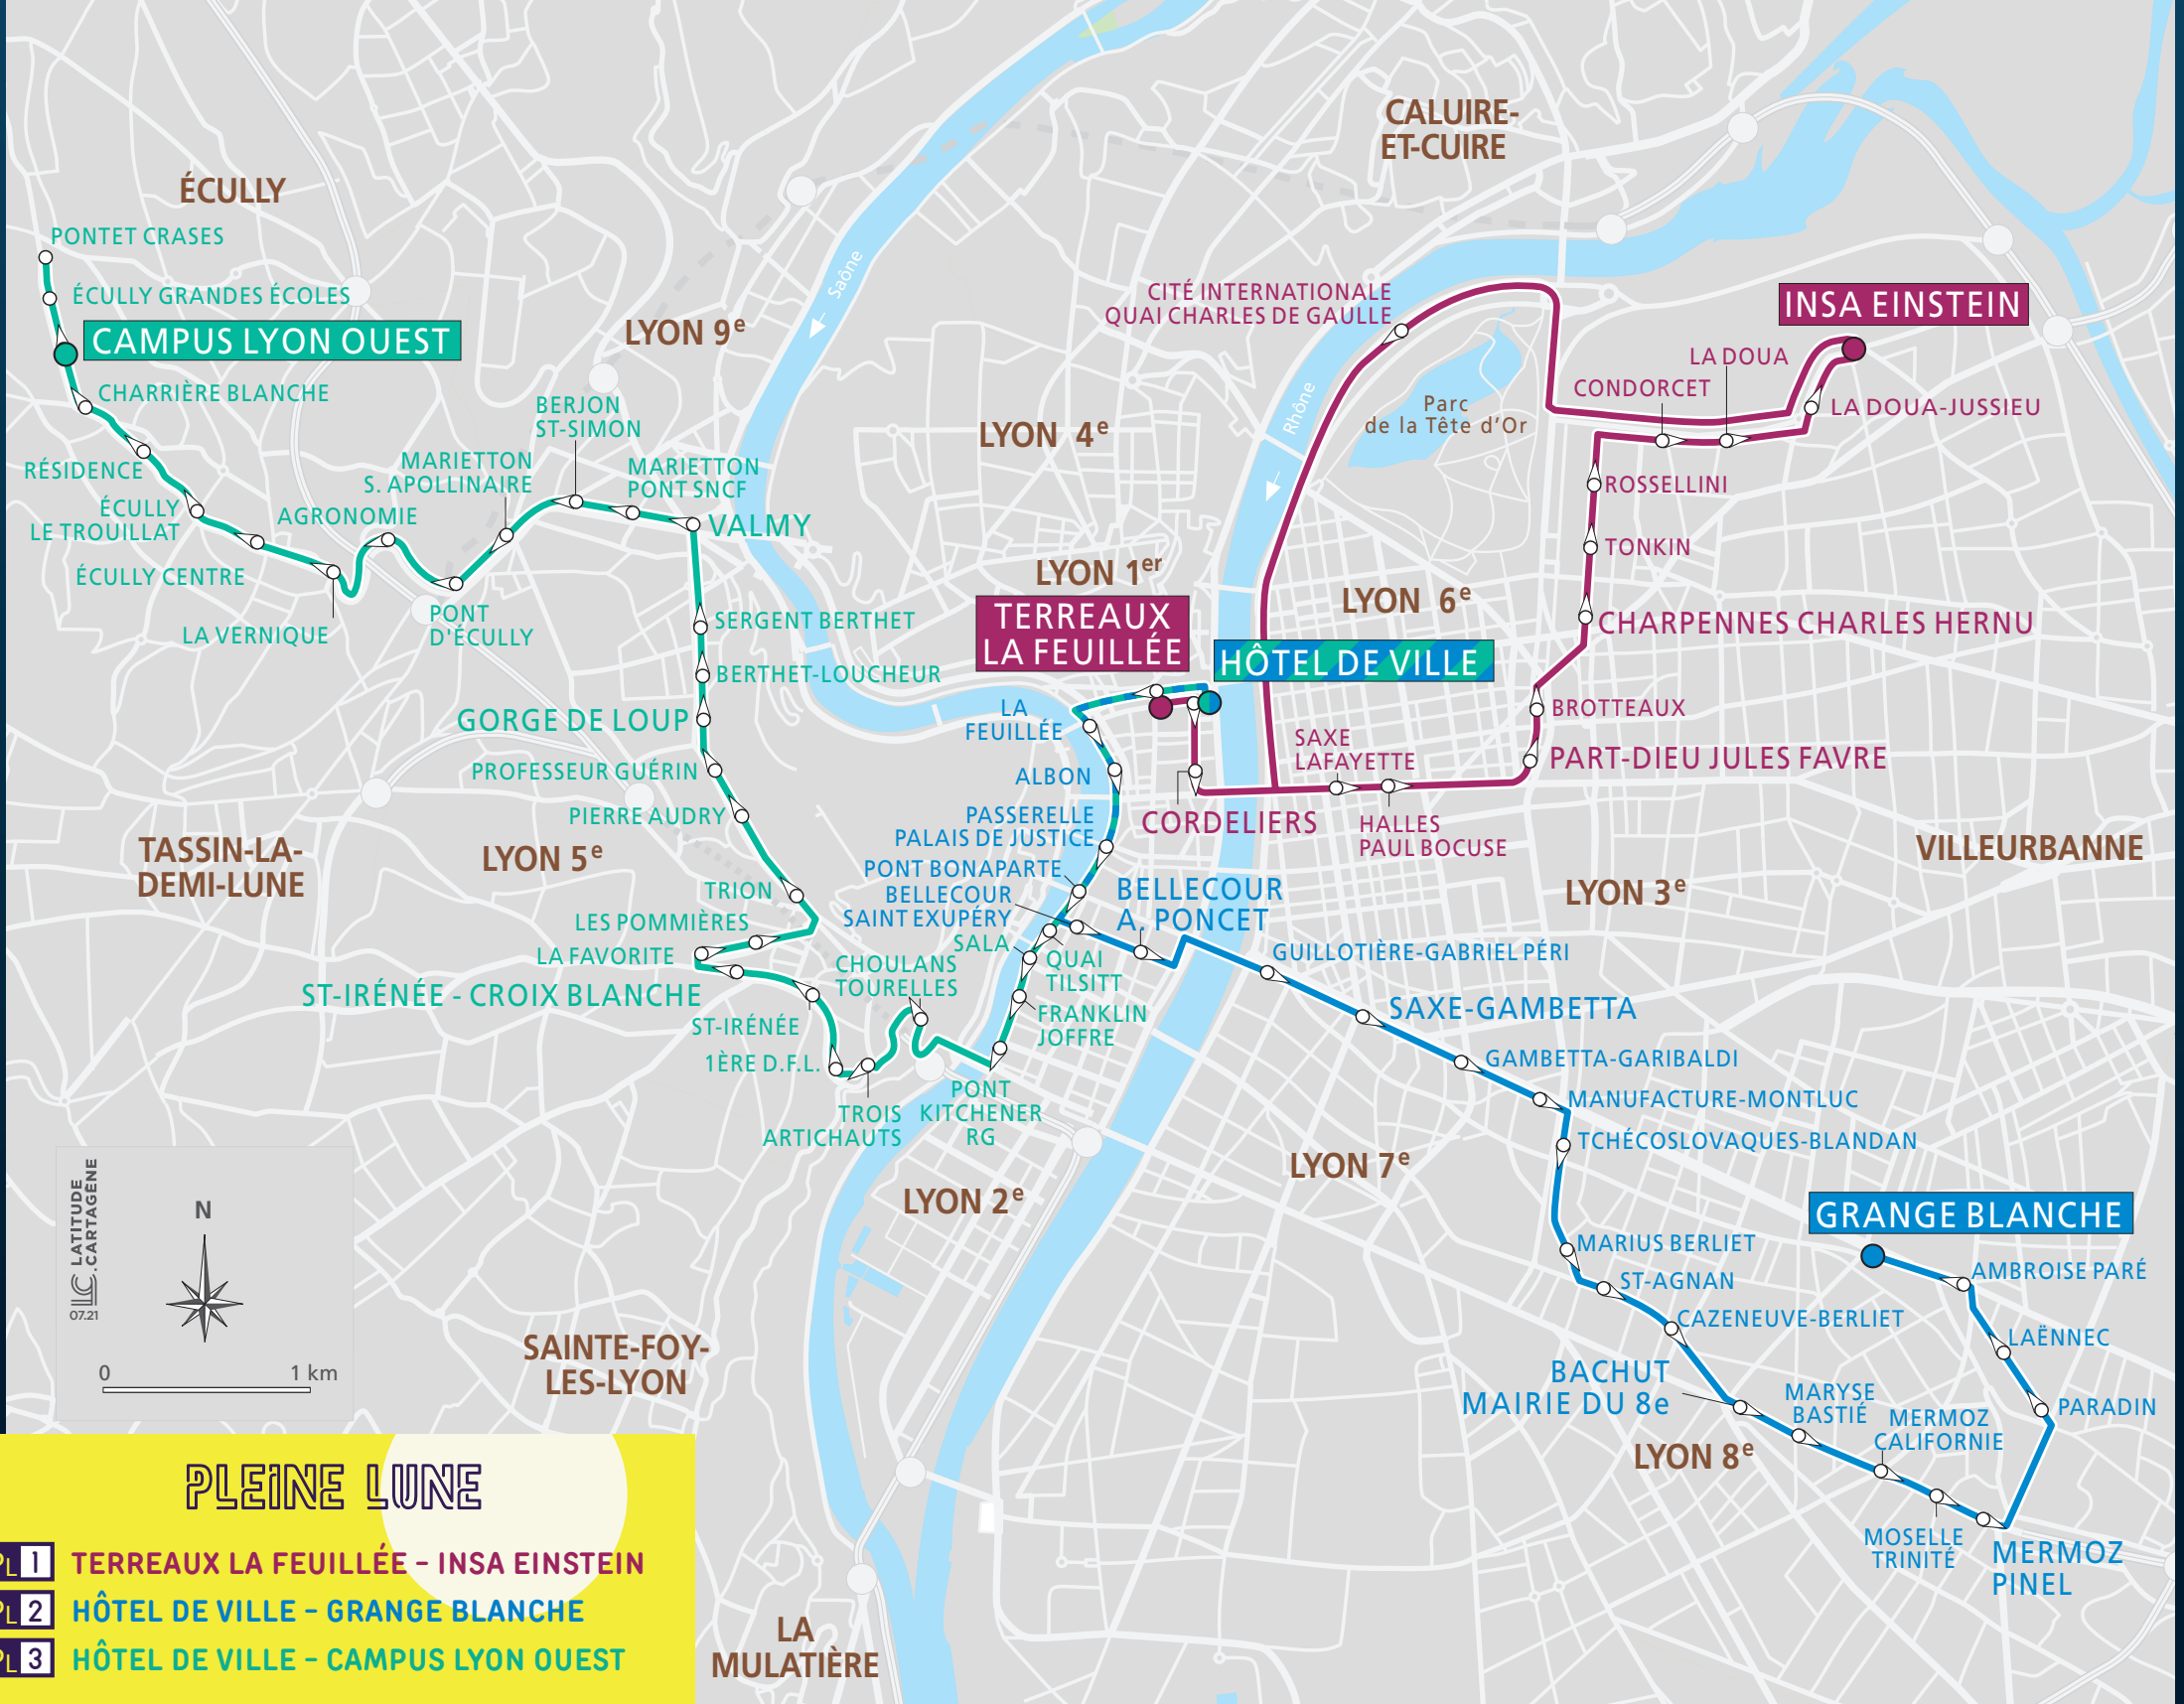 CALUIRE-
ET-CUIRE
ÉCULLY
PONTET CRASES
ÉCULLY GRANDES ÉCOLES
CAMPUS LYON OUEST
CHARRIÈRE BLANCHE
RÉSIDENCE
ÉCULLY
LE TROUILLAT
ÉCULLY CENTRE
LA VERNIQUE
AGRONOMIE
PONT
D'ÉCULLY
MARIETTON
S. APOLLINAIRE
BERJON
ST-SIMON
MARIETTON
PONT SNCF
VALMY
LYON 9e
Saône
SERGENT BERTHET
BERTHET-LOUCHEUR
GORGE DE LOUP
PROFESSEUR GUÉRIN
PIERRE AUDRY
TRION
LES POMMIÈRES
LA FAVORITE
ST-IRÉNÉE - CROIX BLANCHE
ST-IRÉNÉE
1ÈRE D.F.L.
TROIS
ARTICHAUTS
CHOULANS
TOURELLES
PONT
KITCHENER
RG
FRANKLIN
JOFFRE
SALA
QUAI
TILSITT
TASSIN-LA-
DEMI-LUNE
LYON 5e
LYON 4e
LYON 1er
TERREAUX
LA FEUILLÉE
HÔTEL DE VILLE
LA
FEUILLÉE
ALBON
PASSERELLE
PALAIS DE JUSTICE
PONT BONAPARTE
BELLECOUR
SAINT EXUPÉRY
BELLECOUR
A. PONCET
CORDELIERS
SAXE
LAFAYETTE
HALLES
PAUL BOCUSE
PART-DIEU JULES FAVRE
BROTTEAUX
CHARPENNES CHARLES HERNU
TONKIN
ROSSELLINI
CONDORCET
LA DOUA
LA DOUA-JUSSIEU
INSA EINSTEIN
CITÉ INTERNATIONALE
QUAI CHARLES DE GAULLE
Rhône
Parc
de la Tête d'Or
LYON 6e
VILLEURBANNE
LYON 3e
GUILLOTIÈRE-GABRIEL PÉRI
SAXE-GAMBETTA
GAMBETTA-GARIBALDI
MANUFACTURE-MONTLUC
TCHÉCOSLOVAQUES-BLANDAN
LYON 7e
LYON 2e
GRANGE BLANCHE
MARIUS BERLIET
AMBROISE PARÉ
ST-AGNAN
CAZENEUVE-BERLIET
LAËNNEC
BACHUT
MAIRIE DU 8e
MARYSE
BASTIÉ
MERMOZ
CALIFORNIE
PARADIN
LYON 8e
MOSELLE
TRINITÉ
MERMOZ
PINEL
SAINTE-FOY-
LES-LYON
LA
MULATIÈRE
LATITUDE
.CARTAGÈNE
LC
07.21
N
0 1 km
PLEINE LUNE
PL 1 TERREAUX LA FEUILLÉE – INSA EINSTEIN
PL 2 HÔTEL DE VILLE – GRANGE BLANCHE
PL 3 HÔTEL DE VILLE – CAMPUS LYON OUEST